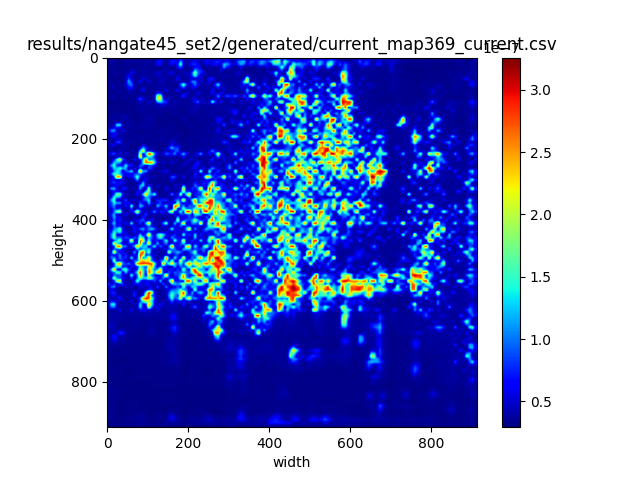 results/nangate45_set2/generated/current_map369_current.csv
1e−7
0
200
400
600
800
height
0 200 400 600 800
width
3.0
2.5
2.0
1.5
1.0
0.5